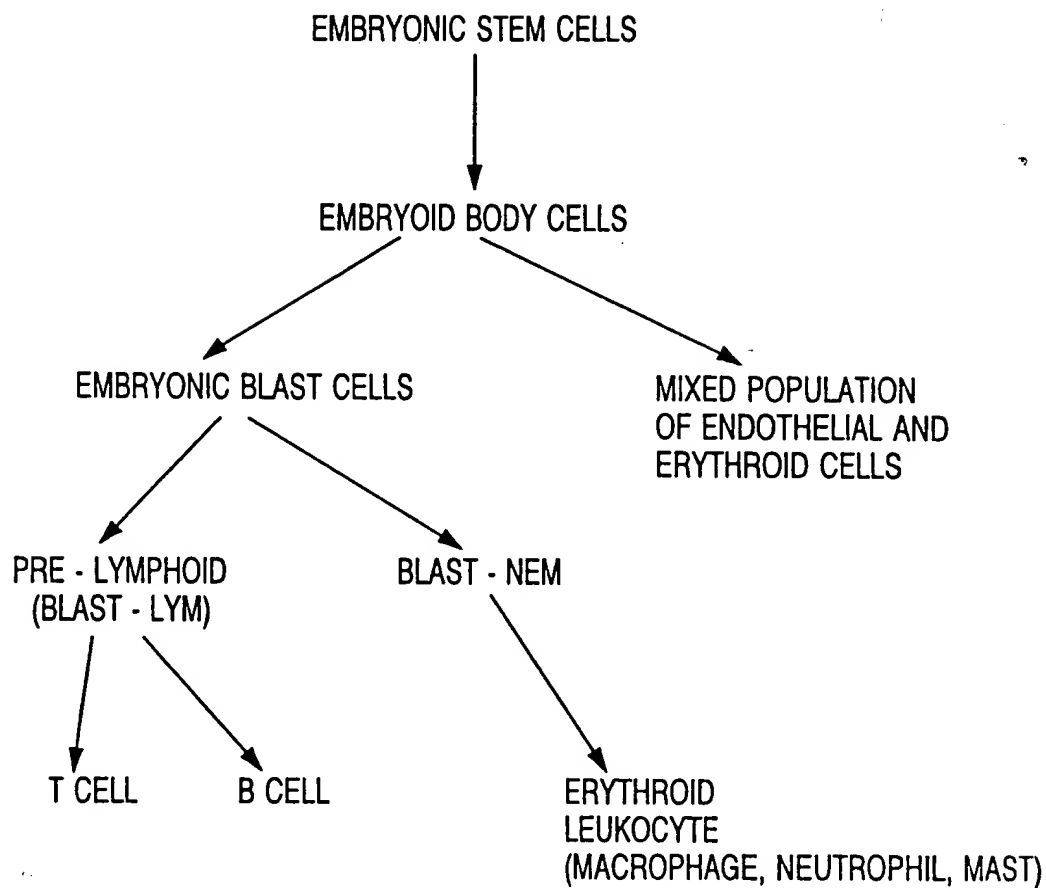 EMBRYONIC STEM CELLS
EMBRYOID BODY CELLS
EMBRYONIC BLAST CELLS
MIXED POPULATION
OF ENDOTHELIAL AND
ERYTHROID CELLS
PRE - LYMPHOID
(BLAST - LYM)
BLAST - NEM
T CELL
B CELL
ERYTHROID
LEUKOCYTE
(MACROPHAGE, NEUTROPHIL, MAST)